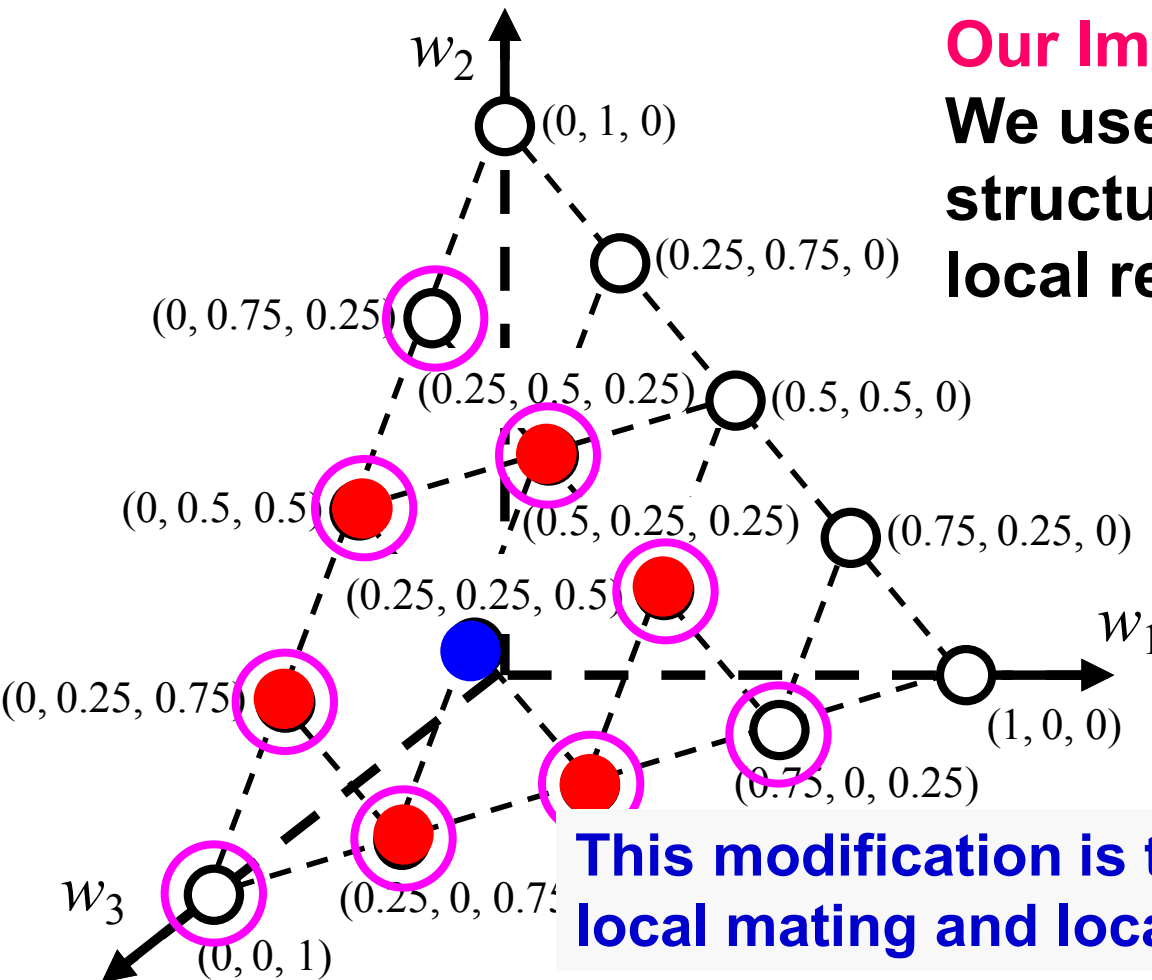 w2
(0, 1, 0)
(0.25, 0.75, 0)
(0, 0.75, 0.25)
(0.25, 0.5, 0.25)
(0.5, 0.5, 0)
(0, 0.5, 0.5)
(0.5, 0.25, 0.25)
(0.75, 0.25, 0)
(0.25, 0.25, 0.5)
w1
(0, 0.25, 0.75)
(1, 0, 0)
(0.75, 0, 0.25)
w3
(0.25, 0, 0.75
(0, 0, 1)
Our Im
We use
structu
local re
This modification is t
local mating and loca